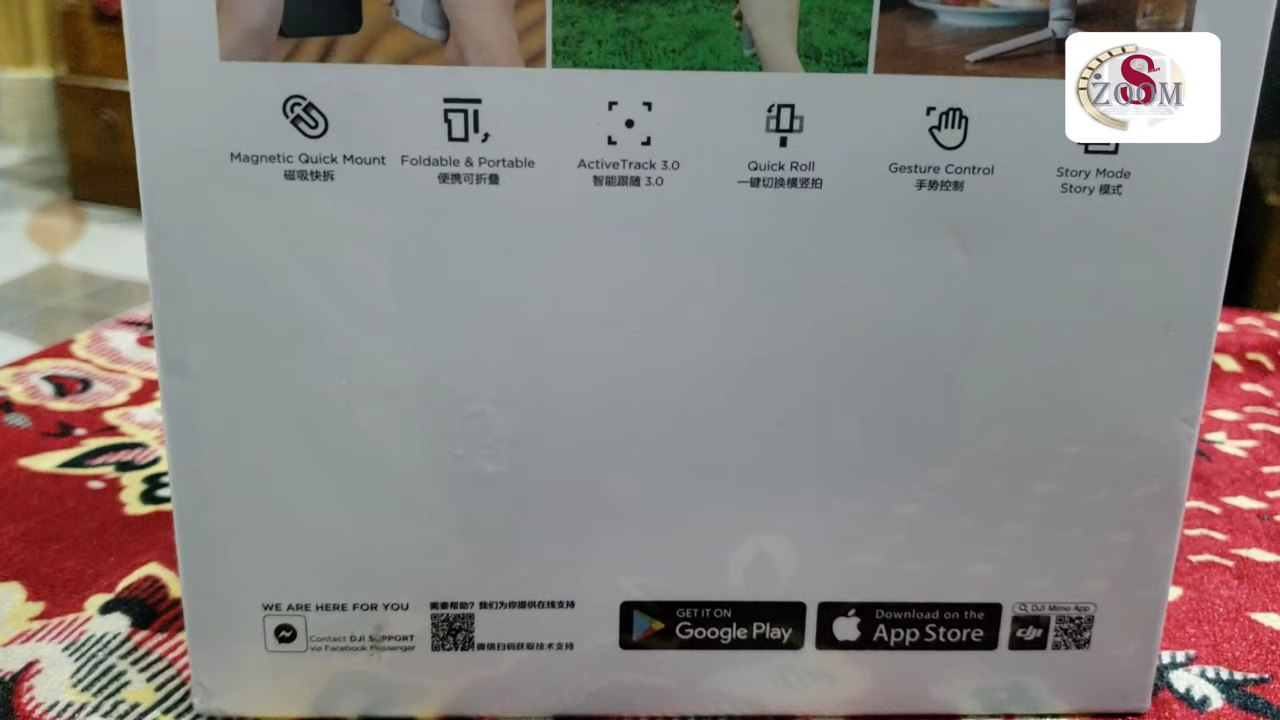 S
ZOOM
Magnetic Quick Mount
磁吸快拆
Foldable & Portable
便携可折叠
ActiveTrack 3.0
智能跟随 3.0
Quick Roll
一键切换横竖拍
Gesture Control
手势控制
Story Mode
Story 模式
WE ARE HERE FOR YOU
Contact DJI SUPPORT
via Facebook Messenger
需要帮助? 我们为你提供在线支持
微信扫码获取技术支持
GET IT ON
Google Play
Download on the
App Store
DJI Mimo App
dji